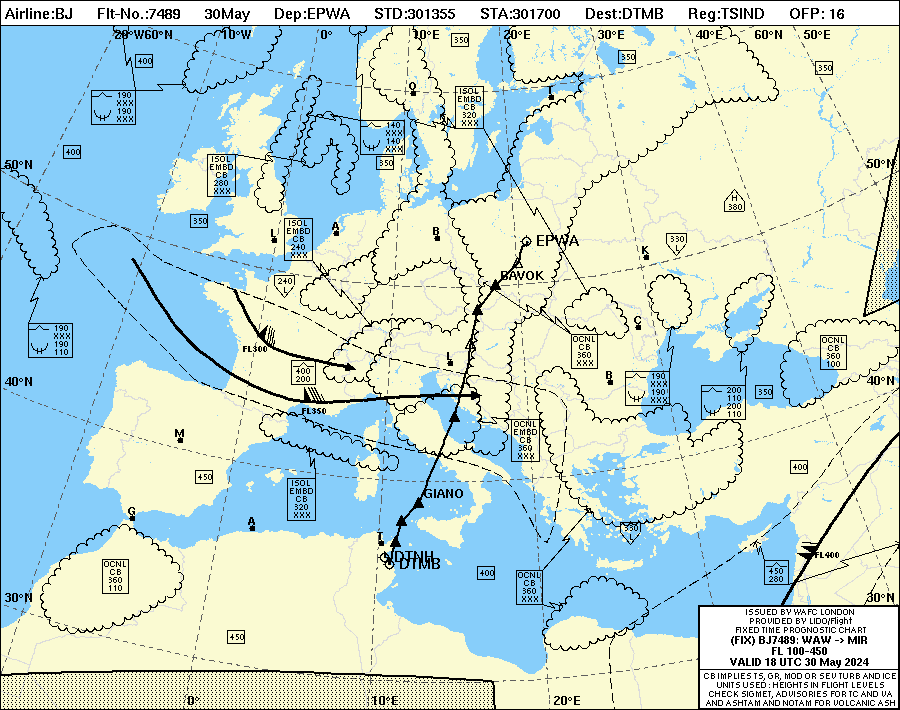 Airline:BJ Flt-No.:7489 30May Dep:EPWA STD:301355 STA:301700 Dest:DTMB Reg:TSIND OFP: 16
20°W60°N 10°W 0° 10°E 20°E 30°E 40°E 60°N 50°E
350
350
400
350
190
XXX
190
XXX
ISOL
EMBD
CB
320
XXX
O
T
140
XXX
140
XXX
400
350
50°N
50°N
ISOL
EMBD
CB
280
XXX
H
380
350
ISOL
EMBD
CB
240
XXX
L
A
B
EPWA
330
L
K
BAVOK
240
L
C
190
XXX
190
110
FL300
OCNL
CB
360
XXX
OCNL
CB
360
100
L
400
200
B
190
XXX
190
XXX
200
110
200
110
350
40°N
40°N
FL350
M
OCNL
EMBD
CB
360
XXX
450
400
ISOL
EMBD
CB
320
XXX
GIANO
G
A
T
330
L
FL400
DTNH
DTMB
OCNL
CB
360
110
400
OCNL
CB
360
XXX
450
280
30°N
30°N
450
ISSUED BY WAFC LONDON
PROVIDED BY LIDO/Flight
FIXED TIME PROGNOSTIC CHART
(FIX) BJ7489: WAW -> MIR
FL 100-450
VALID 18 UTC 30 May 2024
CB IMPLIES TS, GR, MOD OR SEV TURB AND ICE
UNITS USED : HEIGHTS IN FLIGHT LEVELS
CHECK SIGMET, ADVISORIES FOR TC AND VA
AND ASHTAM AND NOTAM FOR VOLCANIC ASH
0° 10°E 20°E